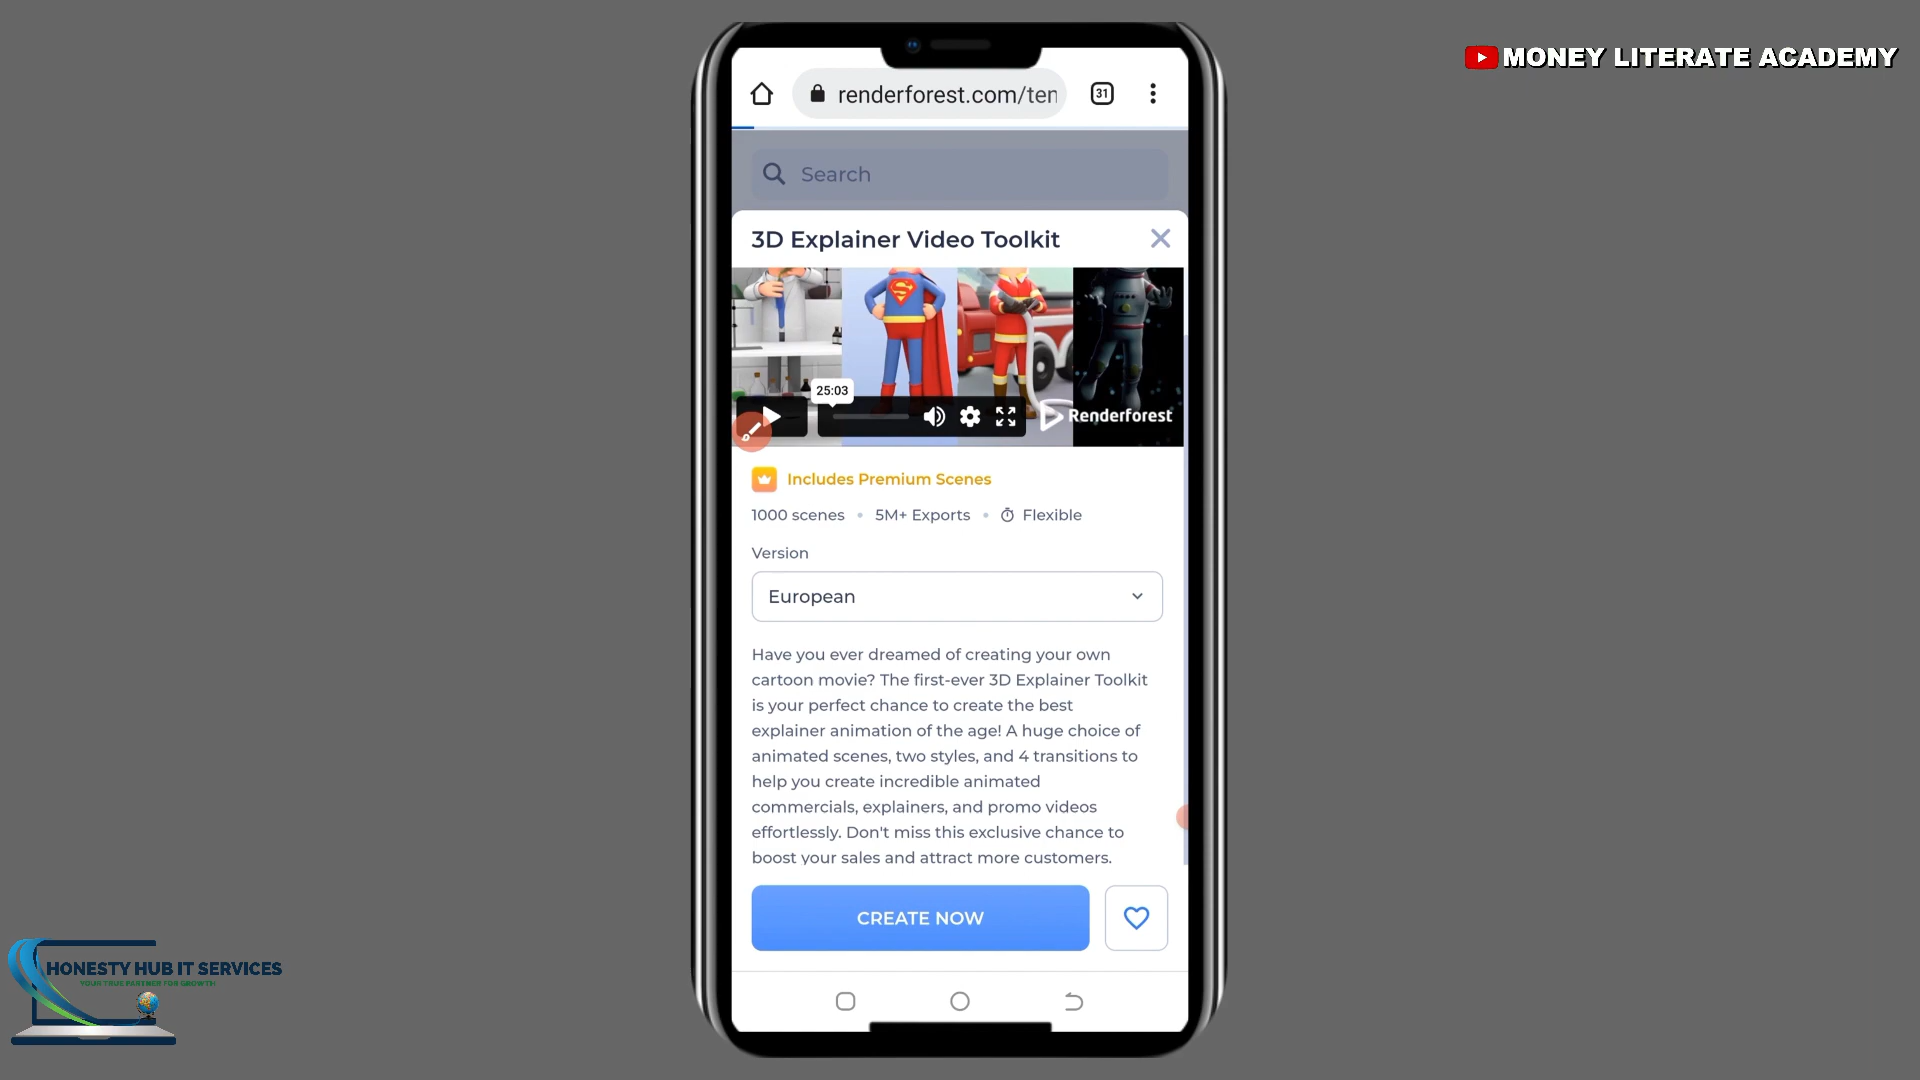 MONEY LITERATE ACADEMY
renderforest.com/ten
31
Search
3D Explainer Video Toolkit
25:03
Renderforest
Includes Premium Scenes
1000 scenes • 5M+ Exports • Flexible
Version
European
Have you ever dreamed of creating your own
cartoon movie? The first-ever 3D Explainer Toolkit
is your perfect chance to create the best
explainer animation of the age! A huge choice of
animated scenes, two styles, and 4 transitions to
help you create incredible animated
commercials, explainers, and promo videos
effortlessly. Don't miss this exclusive chance to
boost your sales and attract more customers.
CREATE NOW
HONESTY HUB IT SERVICES
YOUR TRUE PARTNER FOR GROWTH